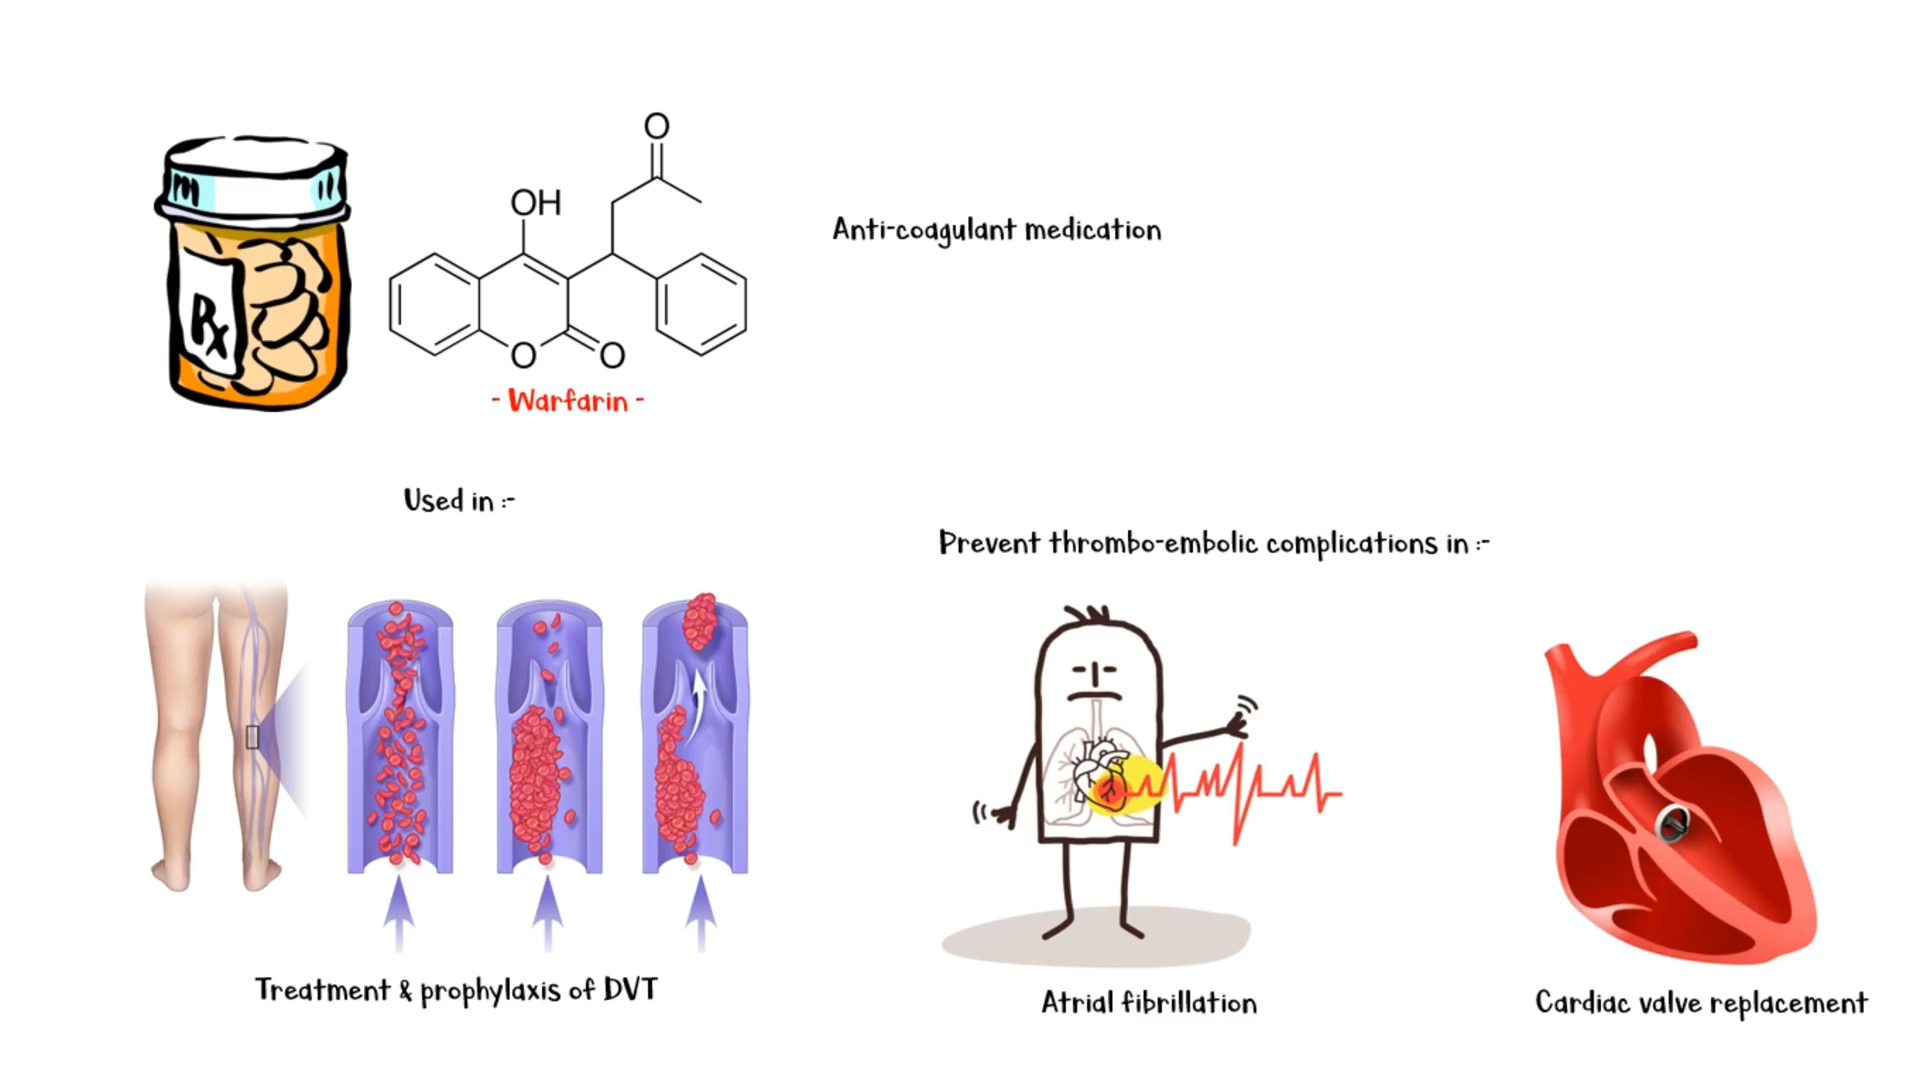 O
OH
Anti-coagulant medication
Rx
O
O
- Warfarin -
Used in :-
Prevent thrombo-embolic complications in :-
Treatment & prophylaxis of DVT
Atrial fibrillation
Cardiac valve replacement